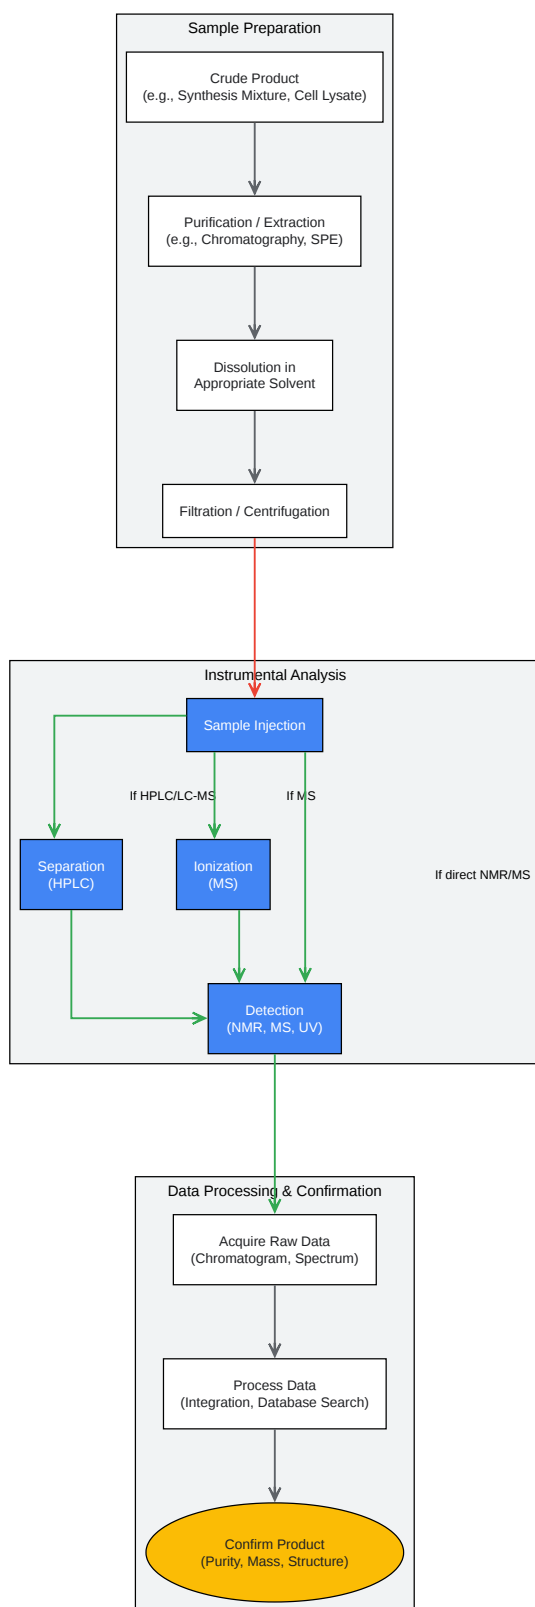 Sample Preparation
Crude Product
(e.g., Synthesis Mixture, Cell Lysate)
Purification / Extraction
(e.g., Chromatography, SPE)
Dissolution in
Appropriate Solvent
Filtration / Centrifugation
Instrumental Analysis
Sample Injection
If HPLC/LC-MS
If MS
Separation
(HPLC)
Ionization
(MS)
If direct NMR/MS
Detection
(NMR, MS, UV)
Data Processing & Confirmation
Acquire Raw Data
(Chromatogram, Spectrum)
Process Data
(Integration, Database Search)
Confirm Product
(Purity, Mass, Structure)